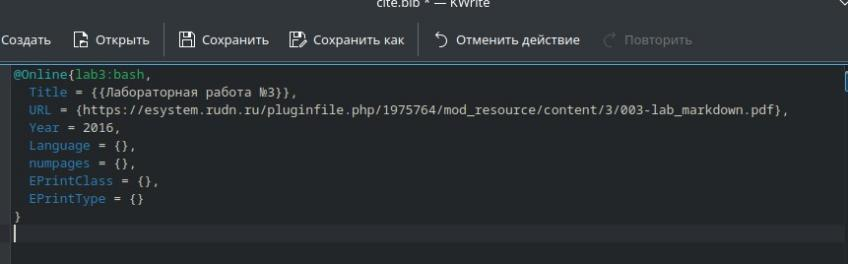 cite.bib * — KWrite
Создать Открыть Сохранить Сохранить как Отменить действие Повторить
@Online{lab3:bash,
  Title = {{Лабораторная работа №3}},
  URL = {https://esystem.rudn.ru/pluginfile.php/1975764/mod_resource/content/3/003-lab_markdown.pdf},
  Year = 2016,
  Language = {},
  numpages = {},
  EPrintClass = {},
  EPrintType = {}
}